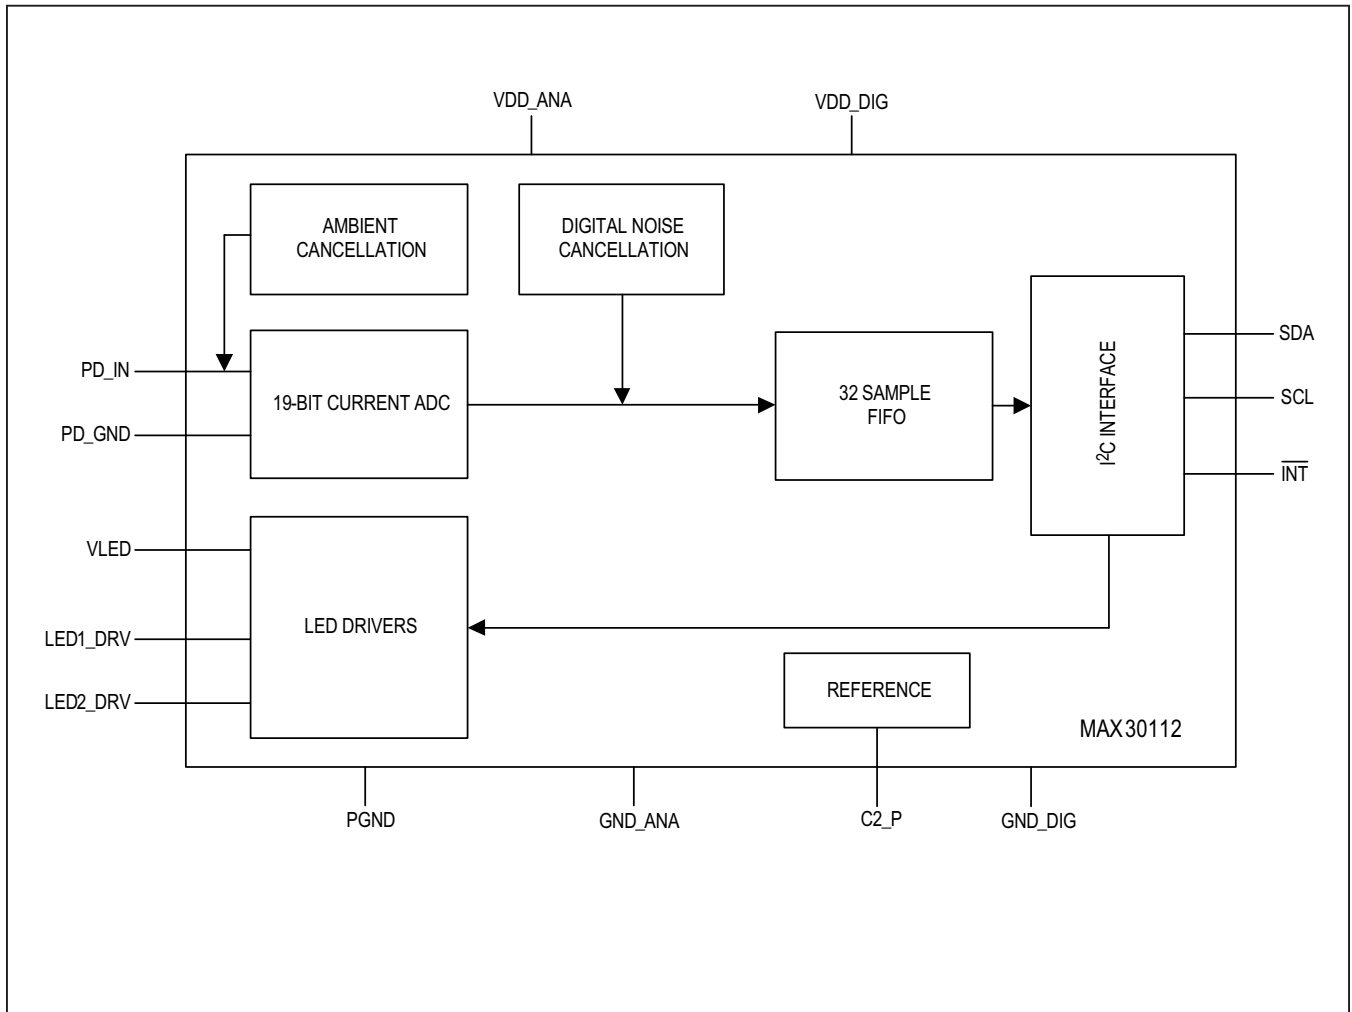 VDD_ANA
VDD_DIG
AMBIENT
CANCELLATION
DIGITAL NOISE
CANCELLATION
PD_IN
PD_GND
19-BIT CURRENT ADC
32 SAMPLE
FIFO
I²C INTERFACE
SDA
SCL
INT
VLED
LED1_DRV
LED2_DRV
LED DRIVERS
REFERENCE
MAX30112
PGND
GND_ANA
C2_P
GND_DIG